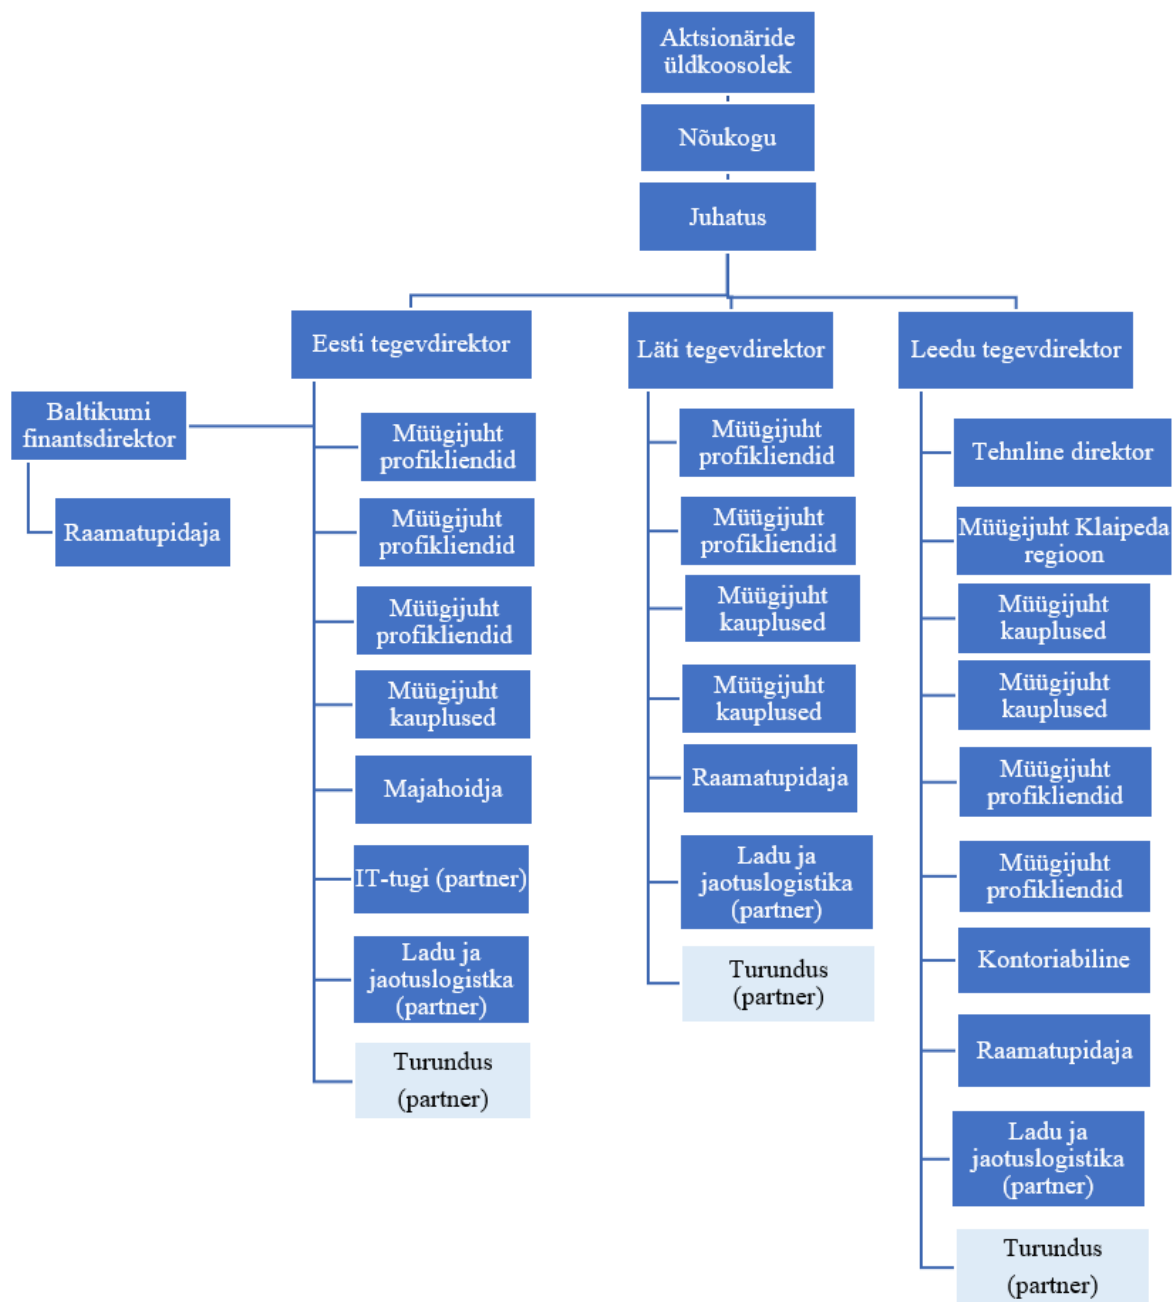 Aktsionäride
üldkoosolek
Nõukogu
Juhatus
Eesti tegevdirektor
Läti tegevdirektor
Leedu tegevdirektor
Baltikumi
finantsdirektor
Raamatupidaja
Müügijuht
profikliendid
Müügijuht
profikliendid
Müügijuht
profikliendid
Müügijuht
kauplused
Majahoidja
IT-tugi (partner)
Ladu ja
jaotuslogistka
(partner)
Turundus
(partner)
Müügijuht
profikliendid
Müügijuht
profikliendid
Müügijuht
kauplused
Müügijuht
kauplused
Raamatupidaja
Ladu ja
jaotuslogistika
(partner)
Turundus
(partner)
Tehnline direktor
Müügijuht Klaipeda
regioon
Müügijuht
kauplused
Müügijuht
kauplused
Müügijuht
profikliendid
Müügijuht
profikliendid
Kontoriabiline
Raamatupidaja
Ladu ja
jaotuslogistika
(partner)
Turundus
(partner)